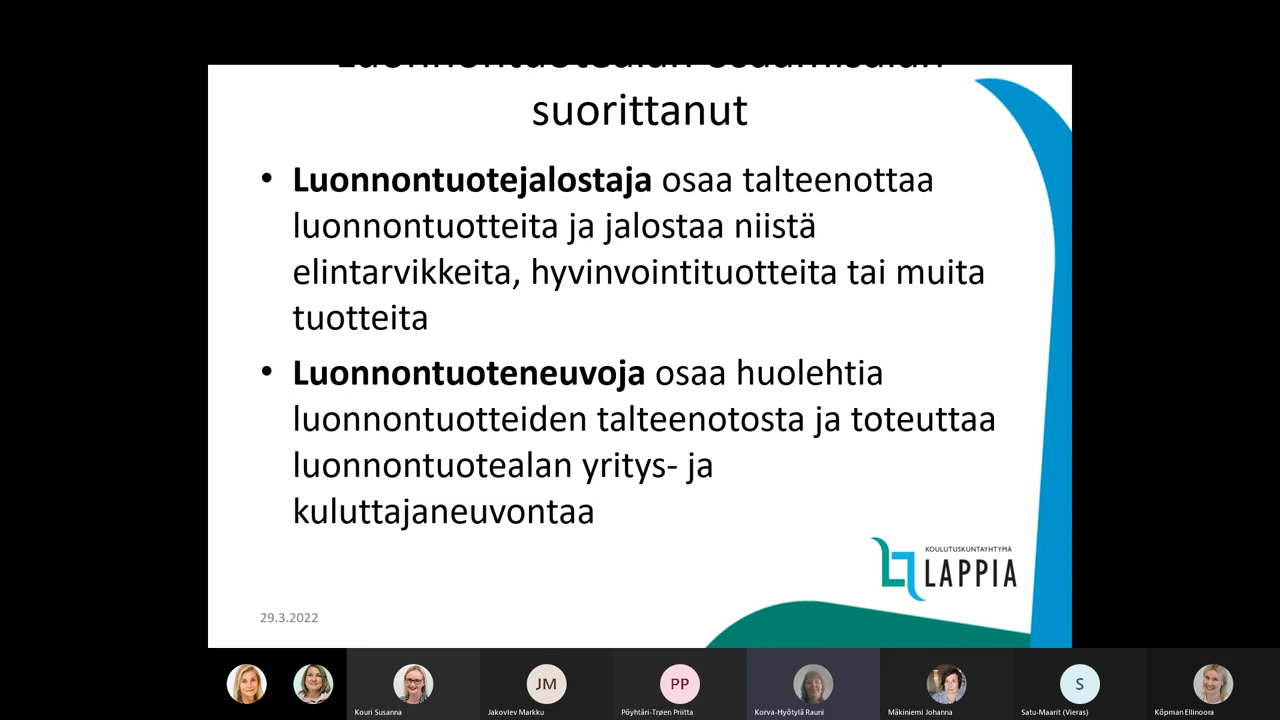 suorittanut
• Luonnontuotejalostaja osaa talteenottaa
luonnontuotteita ja jalostaa niistä
elintarvikkeita, hyvinvointituotteita tai muita
tuotteita
• Luonnontuoteneuvoja osaa huolehtia
luonnontuotteiden talteenotosta ja toteuttaa
luonnontuotealan yritys- ja
kuluttajaneuvontaa
KOULUTUSKUNTAYHTYMÄ
LAPPIA
29.3.2022
JM
PP
S
Kouri Susanna
Jakovlev Markku
Pöyhtäri-Trøen Priitta
Korva-Hyötylä Rauni
Mäkiniemi Johanna
Satu-Maarit (Vieras)
Köpman Ellinoora